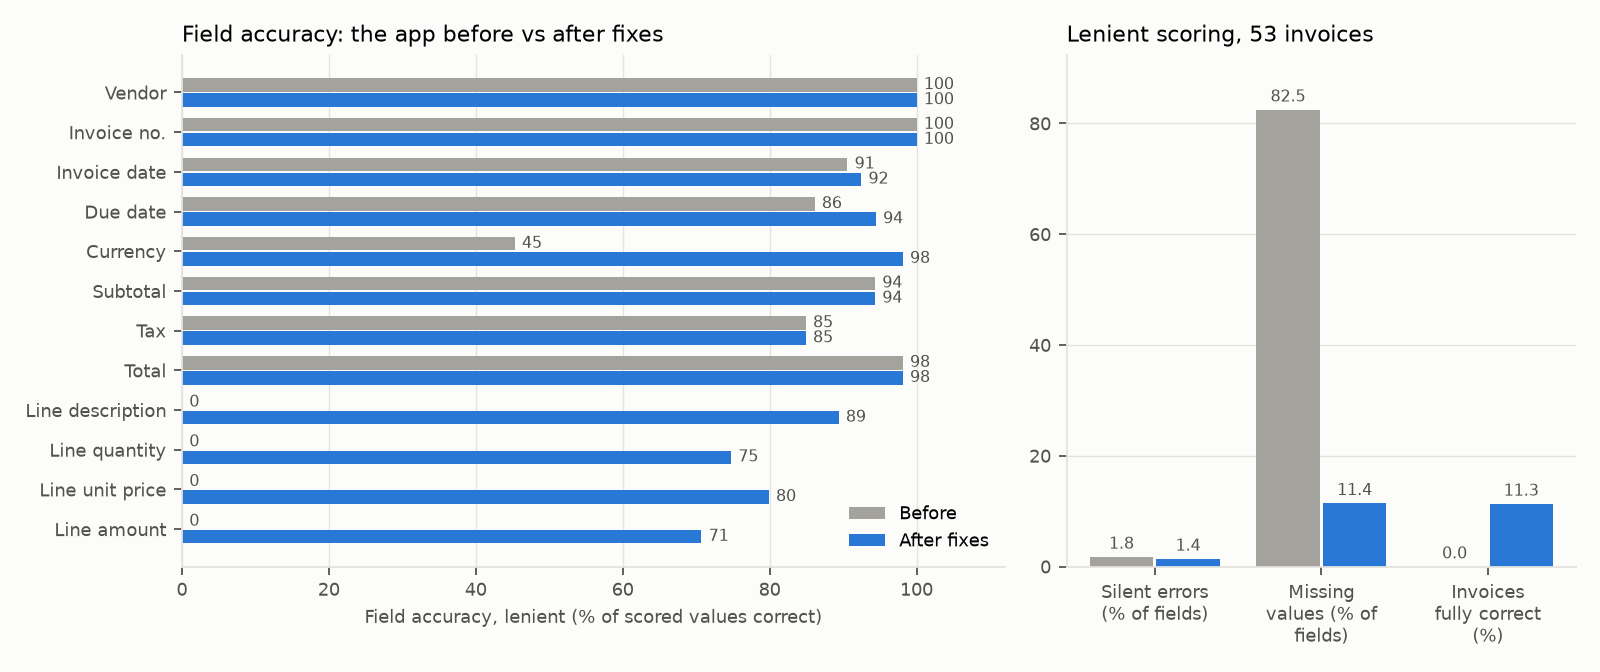 Field accuracy: the app before vs after fixes
Vendor
100
100
Invoice no.
100
100
Invoice date
91
92
Due date
86
94
Currency
45
98
Subtotal
94
94
Tax
85
85
Total
98
98
Line description
0
89
Line quantity
0
75
Line unit price
0
80
Line amount
0
71
Before
After fixes
0 20 40 60 80 100
Field accuracy, lenient (% of scored values correct)
Lenient scoring, 53 invoices
80
60
40
20
0
1.8
1.4
82.5
11.4
0.0
11.3
Silent errors
(% of fields)
Missing
values (% of
fields)
Invoices
fully correct
(%)